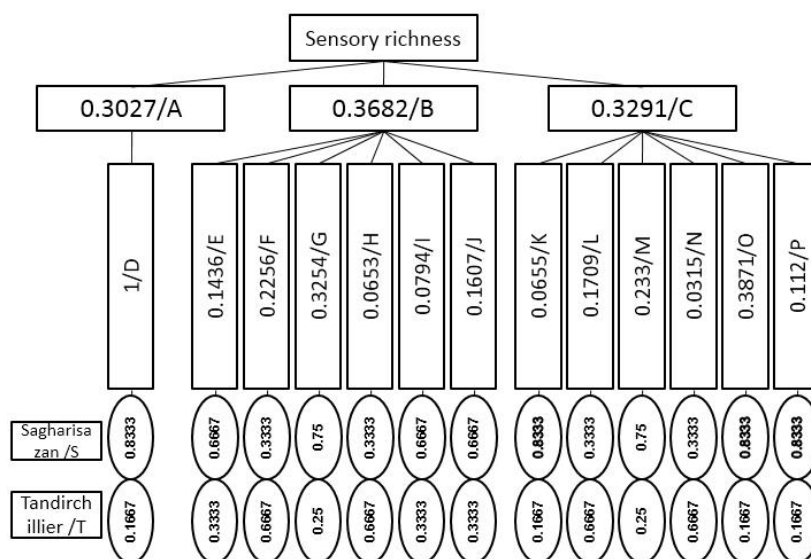 Sensory richness
0.3027/A
0.3682/B
0.3291/C
1/D
0.1436/E
0.2256/F
0.3254/G
0.0653/H
0.0794/I
0.1607/J
0.0655/K
0.1709/L
0.233/M
0.0315/N
0.3871/O
0.112/P
Sagharisa
zan /S
0.8333
0.6667
0.3333
0.75
0.3333
0.6667
0.6667
0.8333
0.3333
0.75
0.3333
0.8333
0.8333
Tandirch
illier /T
0.1667
0.3333
0.6667
0.25
0.6667
0.3333
0.3333
0.1667
0.6667
0.25
0.6667
0.1667
0.1667